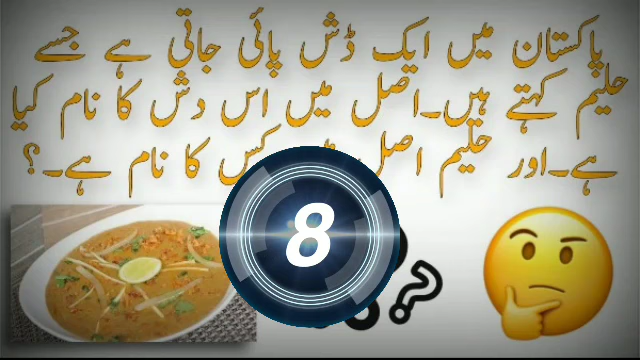 پاکستان میں ایک ڈش پائی جاتی ہے جسے
حلیم کہتے ہیں۔اصل میں اس دش کا نام کیا
ہے۔اور حلیم اصل کس کا نام ہے۔؟
8